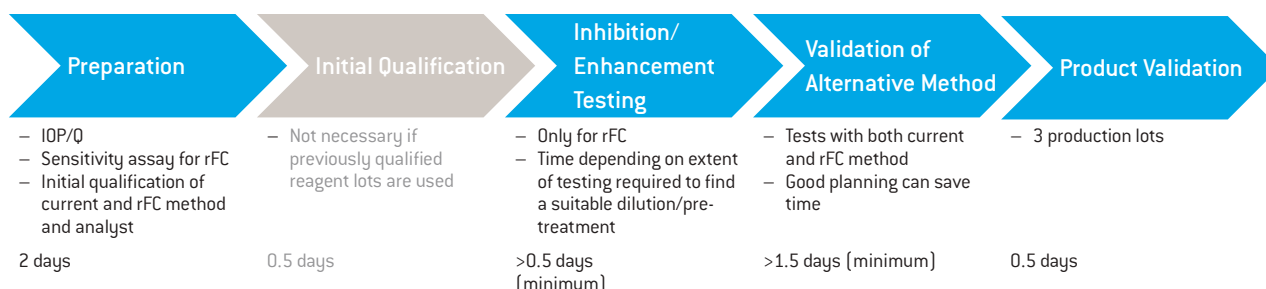 Preparation
Initial Qualification
Inhibition/
Enhancement
Testing
Validation of
Alternative Method
Product Validation
– IOP/Q
– Sensitivity assay for rFC
– Initial qualification of
current and rFC method
and analyst
2 days
– Not necessary if
previously qualified
reagent lots are used
0.5 days
– Only for rFC
– Time depending on extent
of testing required to find
a suitable dilution/pre-
treatment
>0.5 days
(minimum)
– Tests with both current
and rFC method
– Good planning can save
time
>1.5 days (minimum)
– 3 production lots
0.5 days